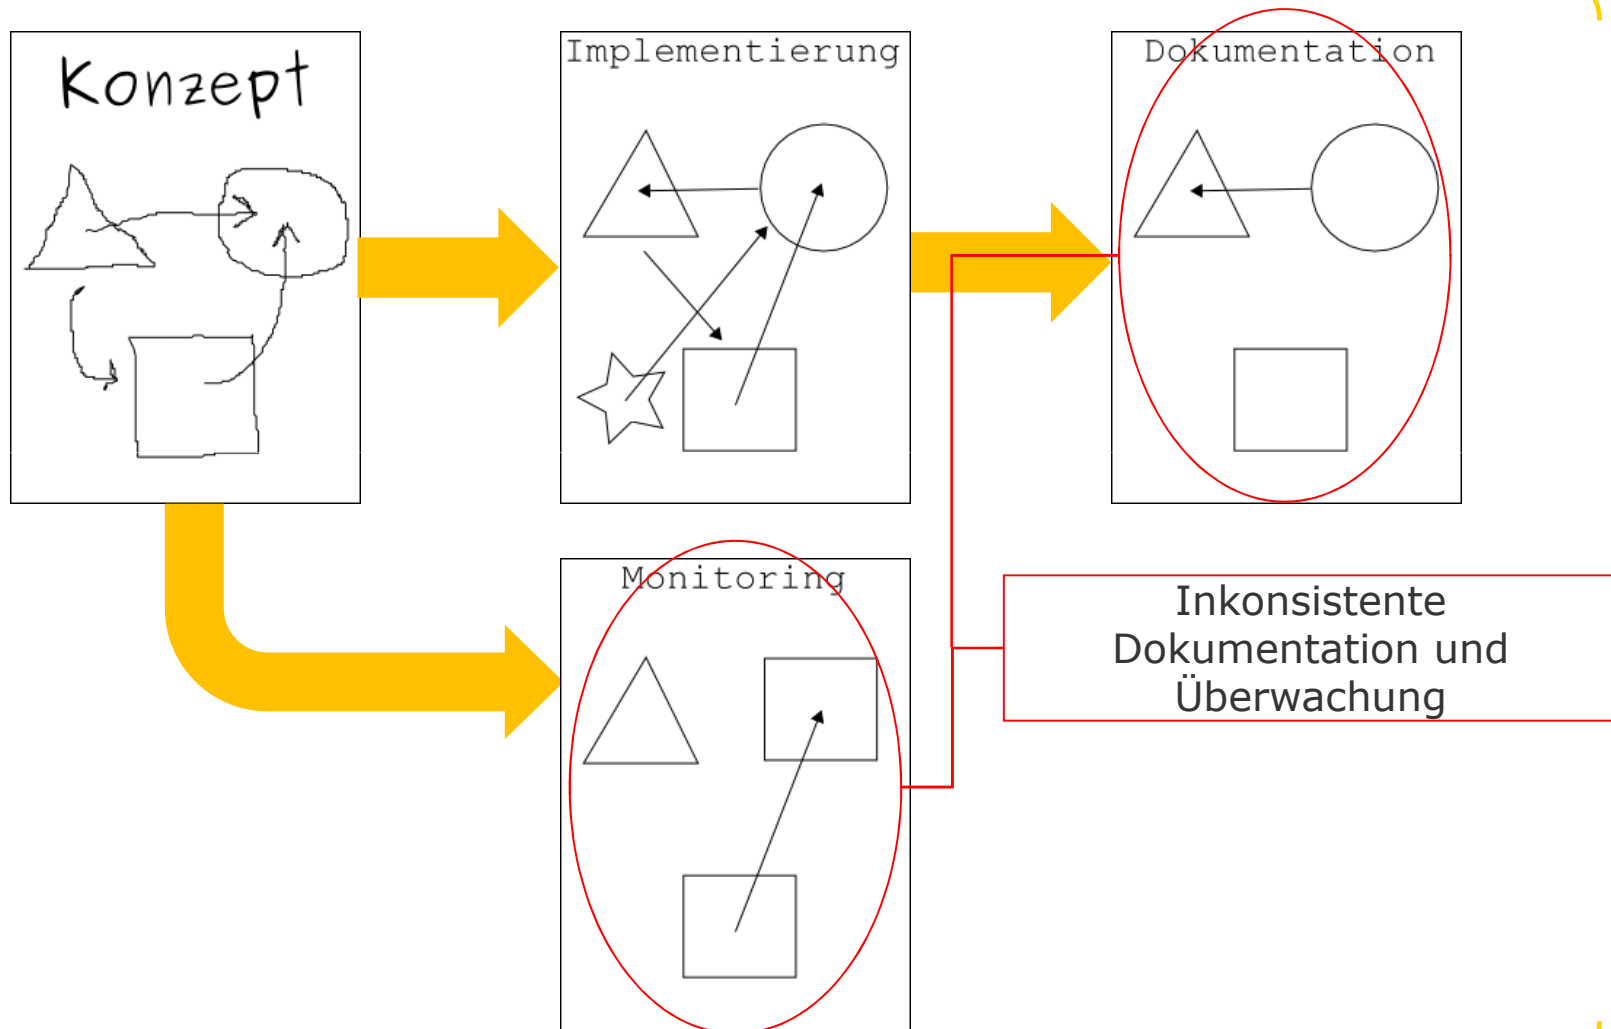 Konzept
Implementierung
Dokumentation
Monitoring
Inkonsistente
Dokumentation und
Überwachung